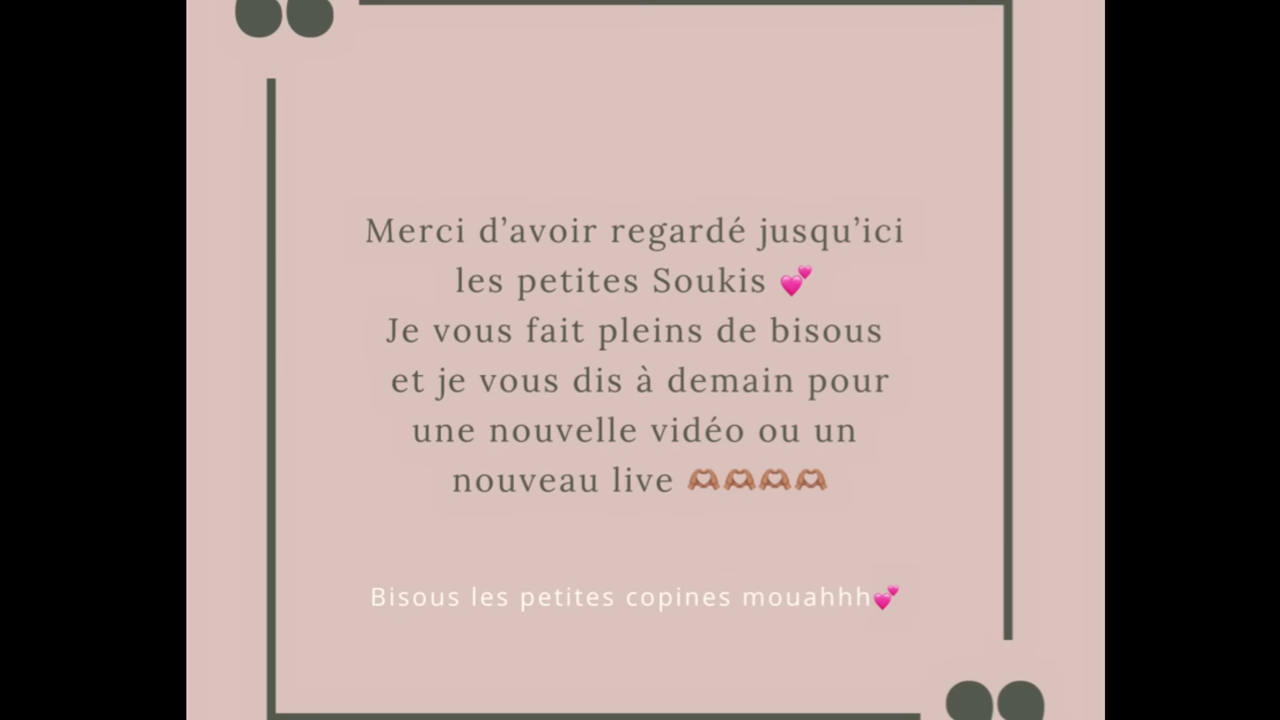 Merci d’avoir regardé jusqu’ici
les petites Soukis 💕
Je vous fait pleins de bisous
et je vous dis à demain pour
une nouvelle vidéo ou un
nouveau live 🫶🏽🫶🏽🫶🏽🫶🏽
Bisous les petites copines mouahhh💕